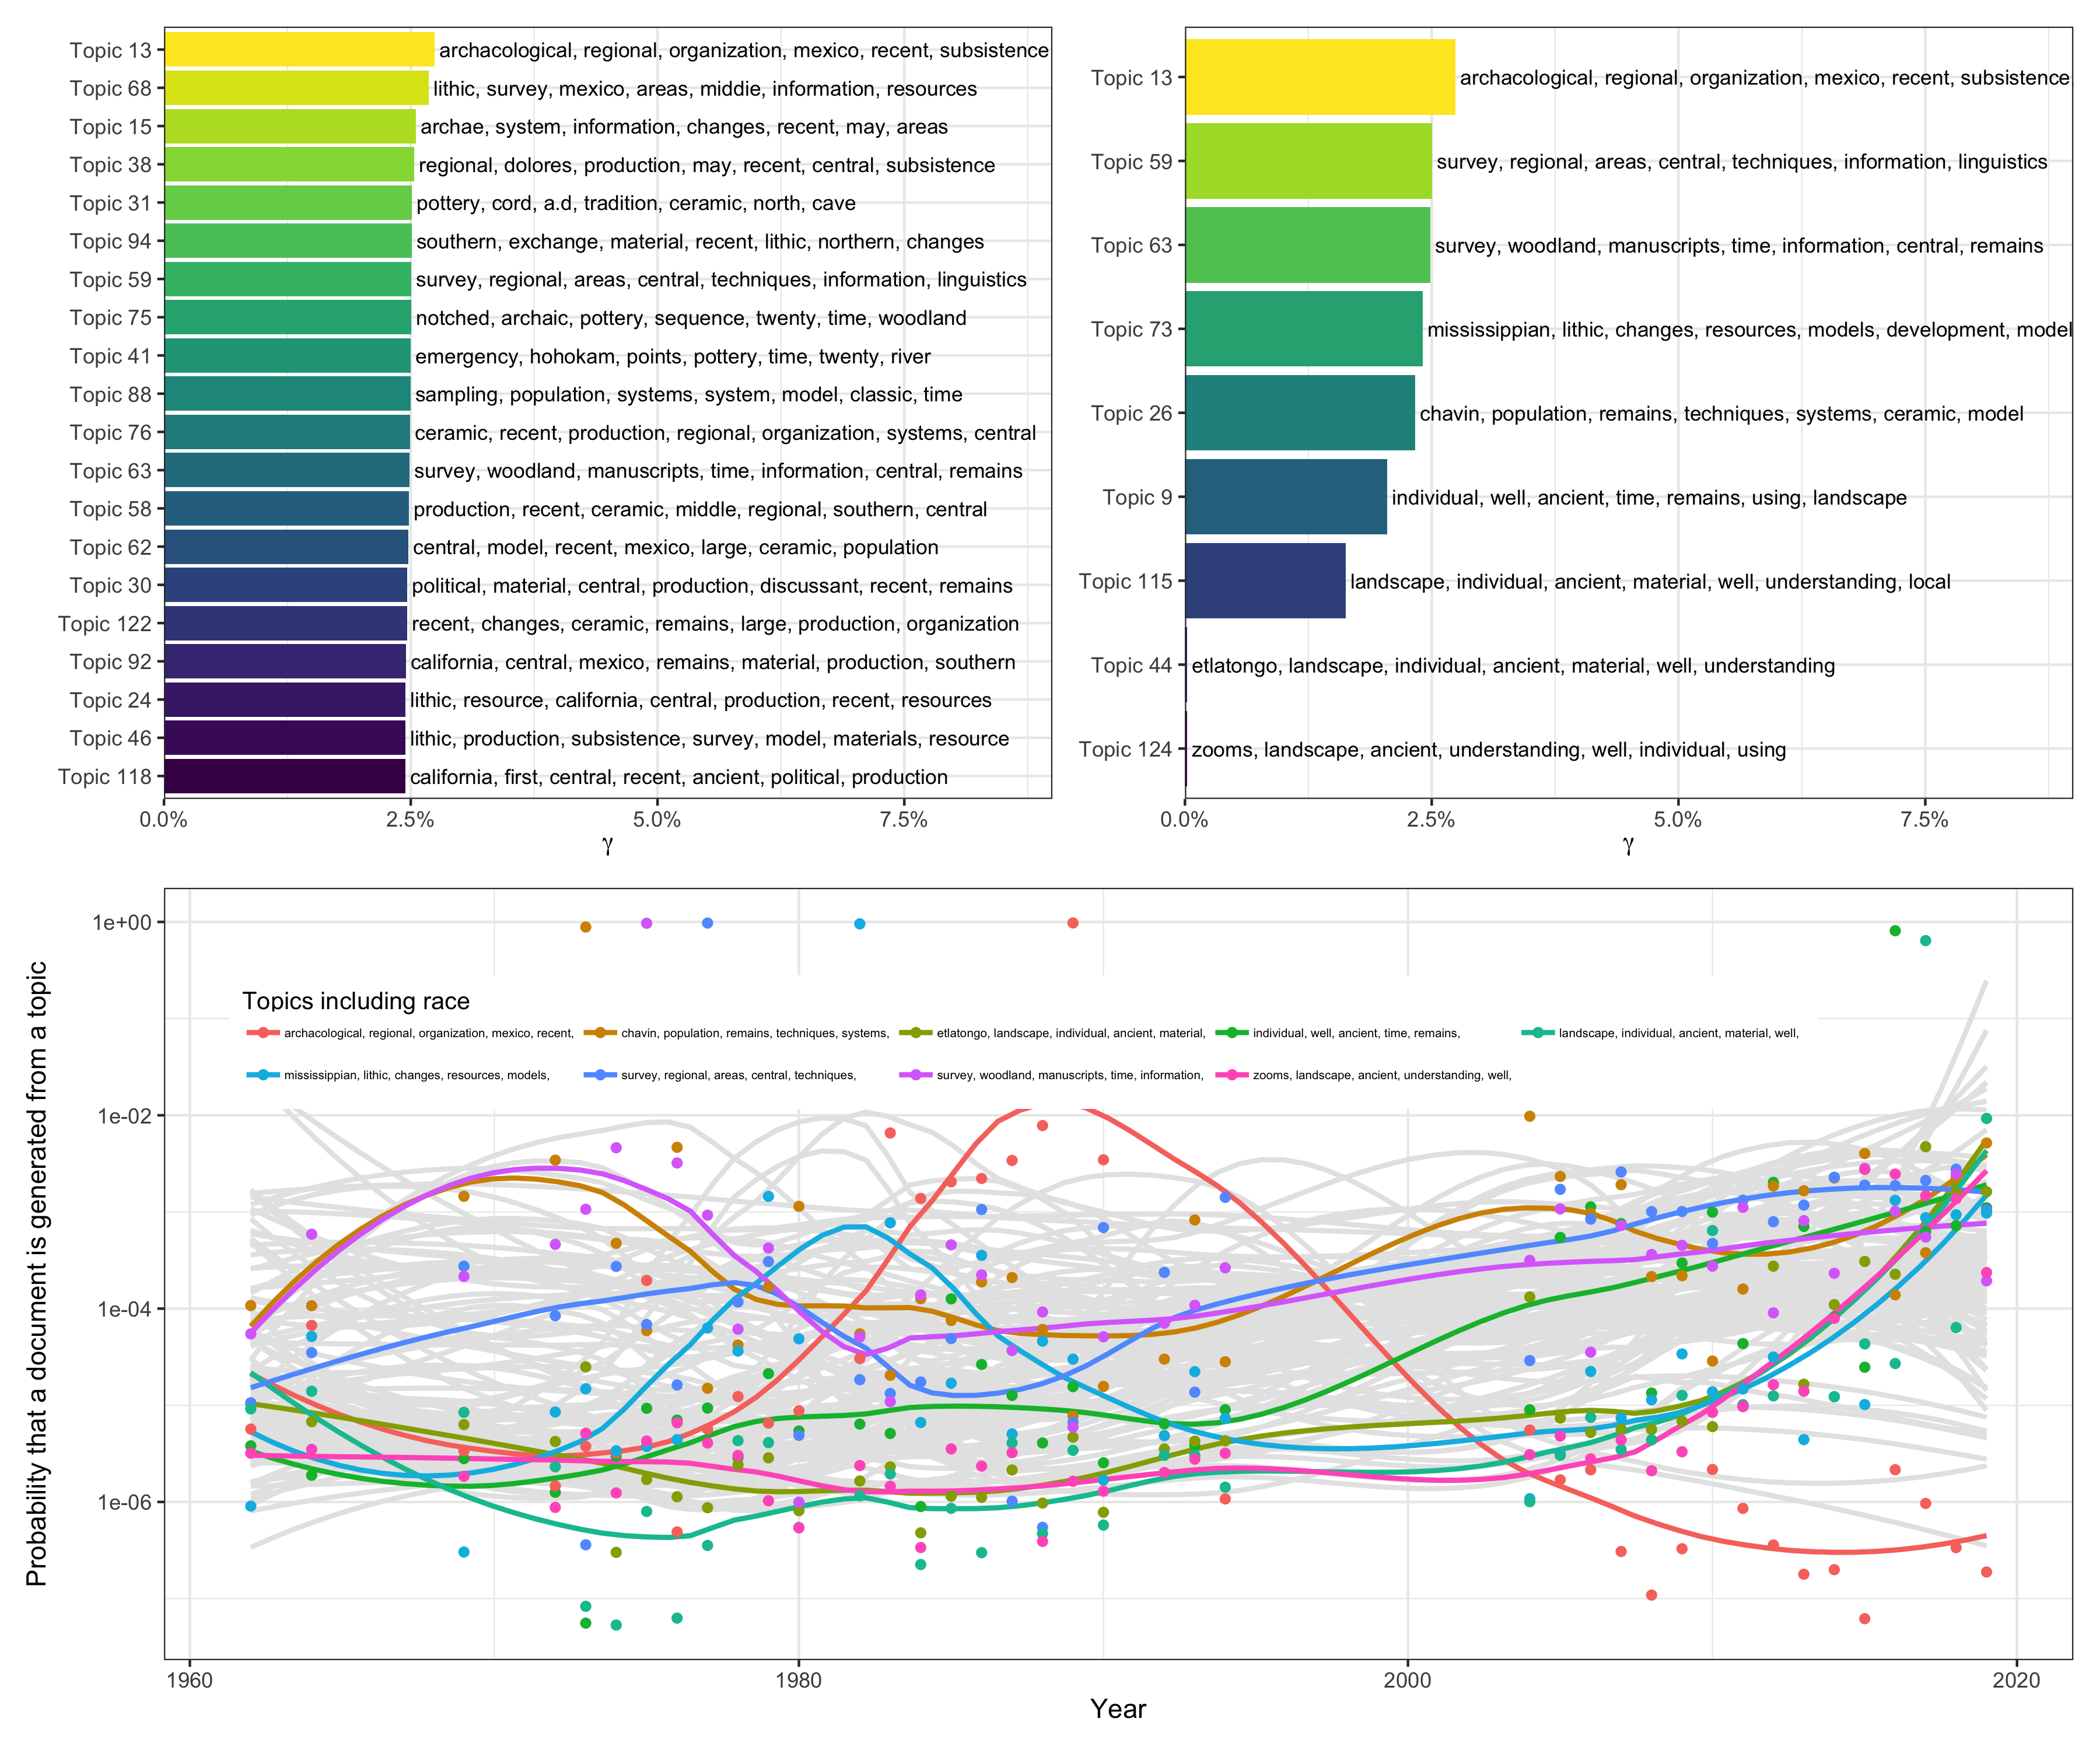 Topic 13 archacological, regional, organization, mexico, recent, subsistence
Topic 68 lithic, survey, mexico, areas, middie, information, resources
Topic 15 archae, system, information, changes, recent, may, areas
Topic 38 regional, dolores, production, may, recent, central, subsistence
Topic 31 pottery, cord, a.d, tradition, ceramic, north, cave
Topic 94 southern, exchange, material, recent, lithic, northern, changes
Topic 59 survey, regional, areas, central, techniques, information, linguistics
Topic 75 notched, archaic, pottery, sequence, twenty, time, woodland
Topic 41 emergency, hohokam, points, pottery, time, twenty, river
Topic 88 sampling, population, systems, system, model, classic, time
Topic 76 ceramic, recent, production, regional, organization, systems, central
Topic 63 survey, woodland, manuscripts, time, information, central, remains
Topic 58 production, recent, ceramic, middle, regional, southern, central
Topic 62 central, model, recent, mexico, large, ceramic, population
Topic 30 political, material, central, production, discussant, recent, remains
Topic 122 recent, changes, ceramic, remains, large, production, organization
Topic 92 california, central, mexico, remains, material, production, southern
Topic 24 lithic, resource, california, central, production, recent, resources
Topic 46 lithic, production, subsistence, survey, model, materials, resource
Topic 118 california, first, central, recent, ancient, political, production
0.0% 2.5% 5.0% 7.5%
γ
Topic 13 archacological, regional, organization, mexico, recent, subsistence,
Topic 59 survey, regional, areas, central, techniques, information, linguistics
Topic 63 survey, woodland, manuscripts, time, information, central, remains
Topic 73 mississippian, lithic, changes, resources, models, development, model
Topic 26 chavin, population, remains, techniques, systems, ceramic, model
Topic 9 individual, well, ancient, time, remains, using, landscape
Topic 115 landscape, individual, ancient, material, well, understanding, local
Topic 44 etlatongo, landscape, individual, ancient, material, well, understanding
Topic 124 zooms, landscape, ancient, understanding, well, individual, using
0.0% 2.5% 5.0% 7.5%
γ
Probability that a document is generated from a topic
1e+00
1e-02
1e-04
1e-06
Topics including race
archacological, regional, organization, mexico, recent, chavin, population, remains, techniques, systems, etlatongo, landscape, individual, ancient, material, individual, well, ancient, time, remains, landscape, individual, ancient, material, well,
mississippian, lithic, changes, resources, models, survey, regional, areas, central, techniques, survey, woodland, manuscripts, time, information, zooms, landscape, ancient, understanding, well,
1960 1980 2000 2020
Year